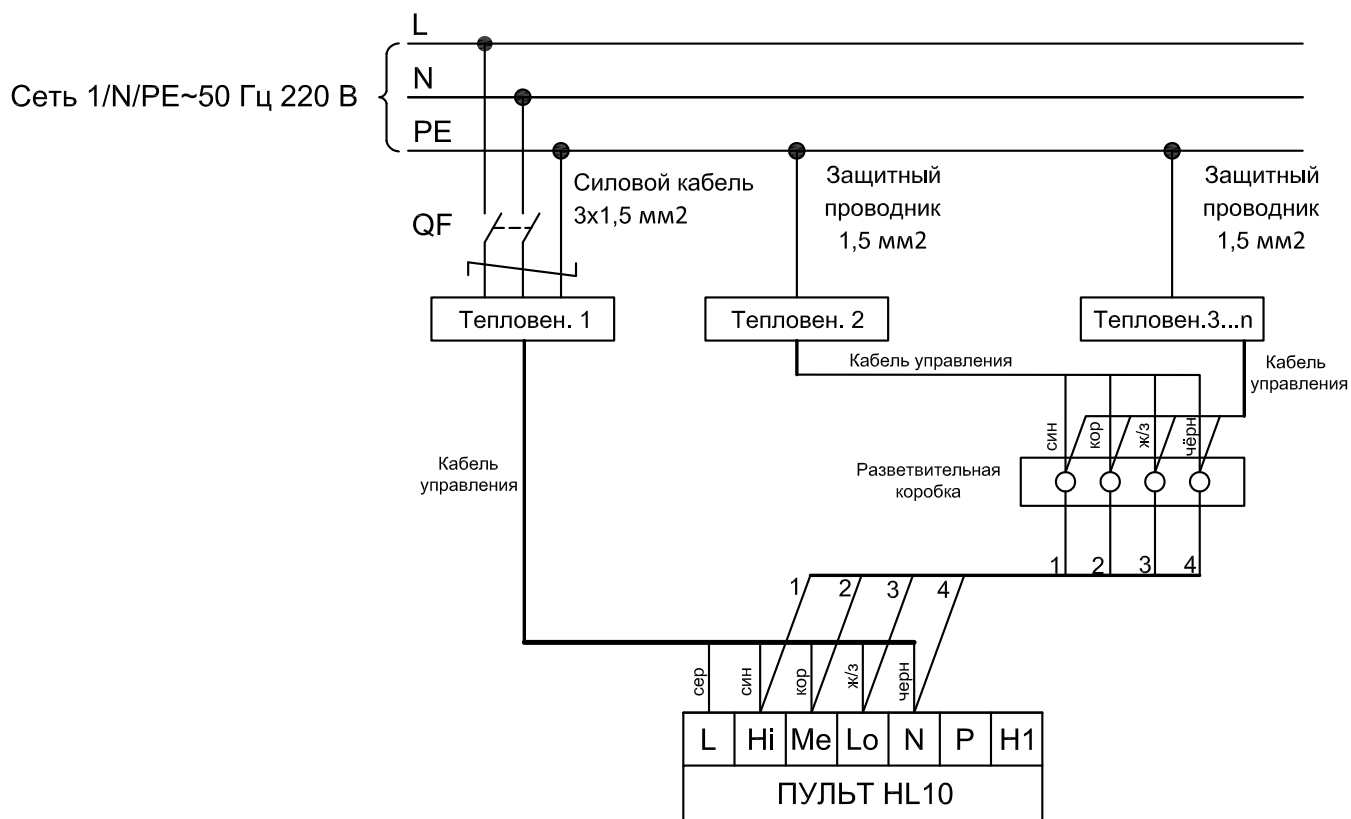 L
Сеть 1/N/PE~50 Гц 220 В
N
PE
QF
Силовой кабель
3х1,5 мм2
Защитный
проводник
1,5 мм2
Защитный
проводник
1,5 мм2
Тепловен. 1
Тепловен. 2
Тепловен.3...n
Кабель управления
Кабель
управления
син
кор
ж/з
чёрн
Кабель
управления
Разветвительная
коробка
1
2
3
4
1
2
3
4
сер
син
кор
ж/з
черн
L
Hi
Me
Lo
N
P
H1
ПУЛЬТ HL10